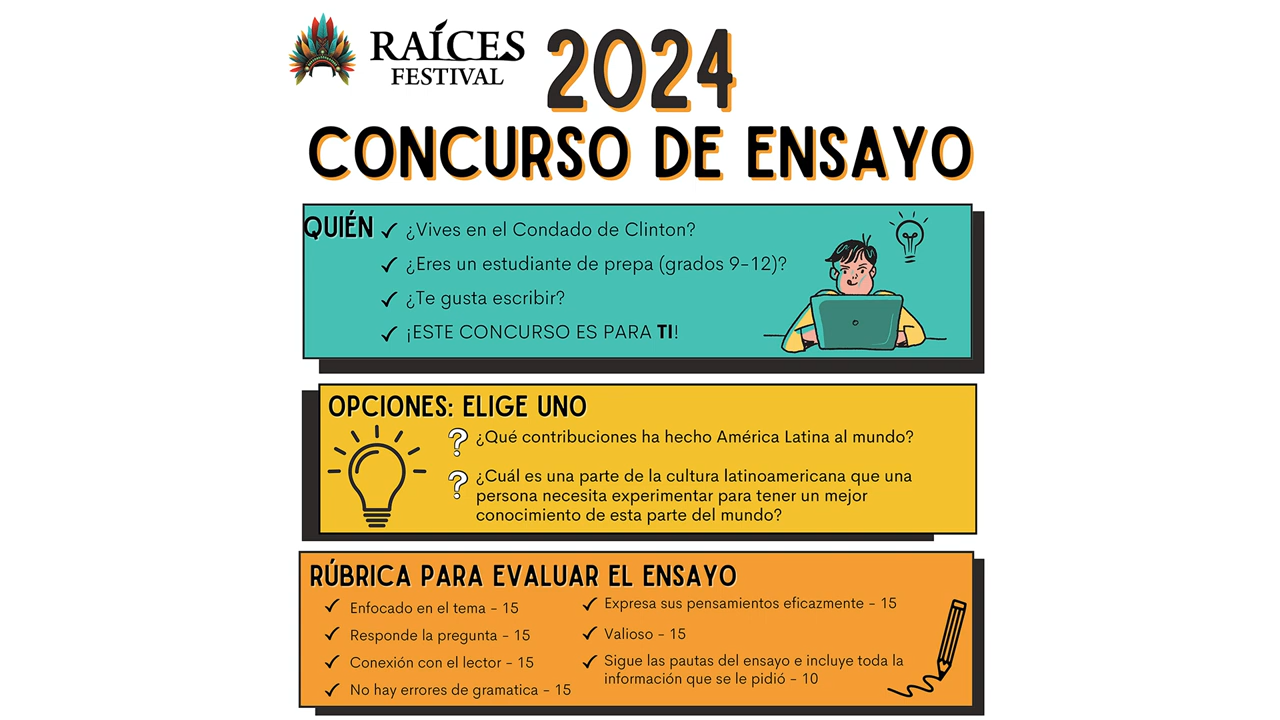 RAÍCES
FESTIVAL
2024
CONCURSO DE ENSAYO
QUIÉN
¿Vives en el Condado de Clinton?
¿Eres un estudiante de prepa (grados 9-12)?
¿Te gusta escribir?
¡ESTE CONCURSO ES PARA TI!
OPCIONES: ELIGE UNO
¿Qué contribuciones ha hecho América Latina al mundo?
¿Cuál es una parte de la cultura latinoamericana que una
persona necesita experimentar para tener un mejor
conocimiento de esta parte del mundo?
RÚBRICA PARA EVALUAR EL ENSAYO
Enfocado en el tema - 15
Responde la pregunta - 15
Conexión con el lector - 15
No hay errores de gramatica - 15
Expresa sus pensamientos eficazmente - 15
Valioso - 15
Sigue las pautas del ensayo e incluye toda la
información que se le pidió - 10